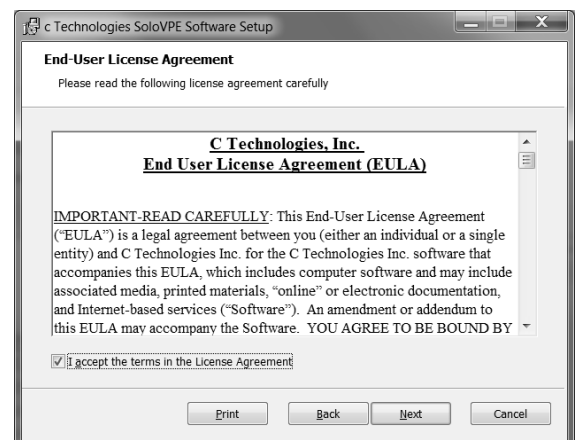 c Technologies SoloVPE Software Setup
End-User License Agreement
Please read the following license agreement carefully
C Technologies, Inc.
End User License Agreement (EULA)
IMPORTANT-READ CAREFULLY: This End-User License Agreement
(“EULA”) is a legal agreement between you (either an individual or a single
entity) and C Technologies Inc. for the C Technologies Inc. software that
accompanies this EULA, which includes computer software and may include
associated media, printed materials, “online” or electronic documentation,
and Internet-based services (“Software”).  An amendment or addendum to
this EULA may accompany the Software.  YOU AGREE TO BE BOUND BY
I accept the terms in the License Agreement
Print Back Next Cancel